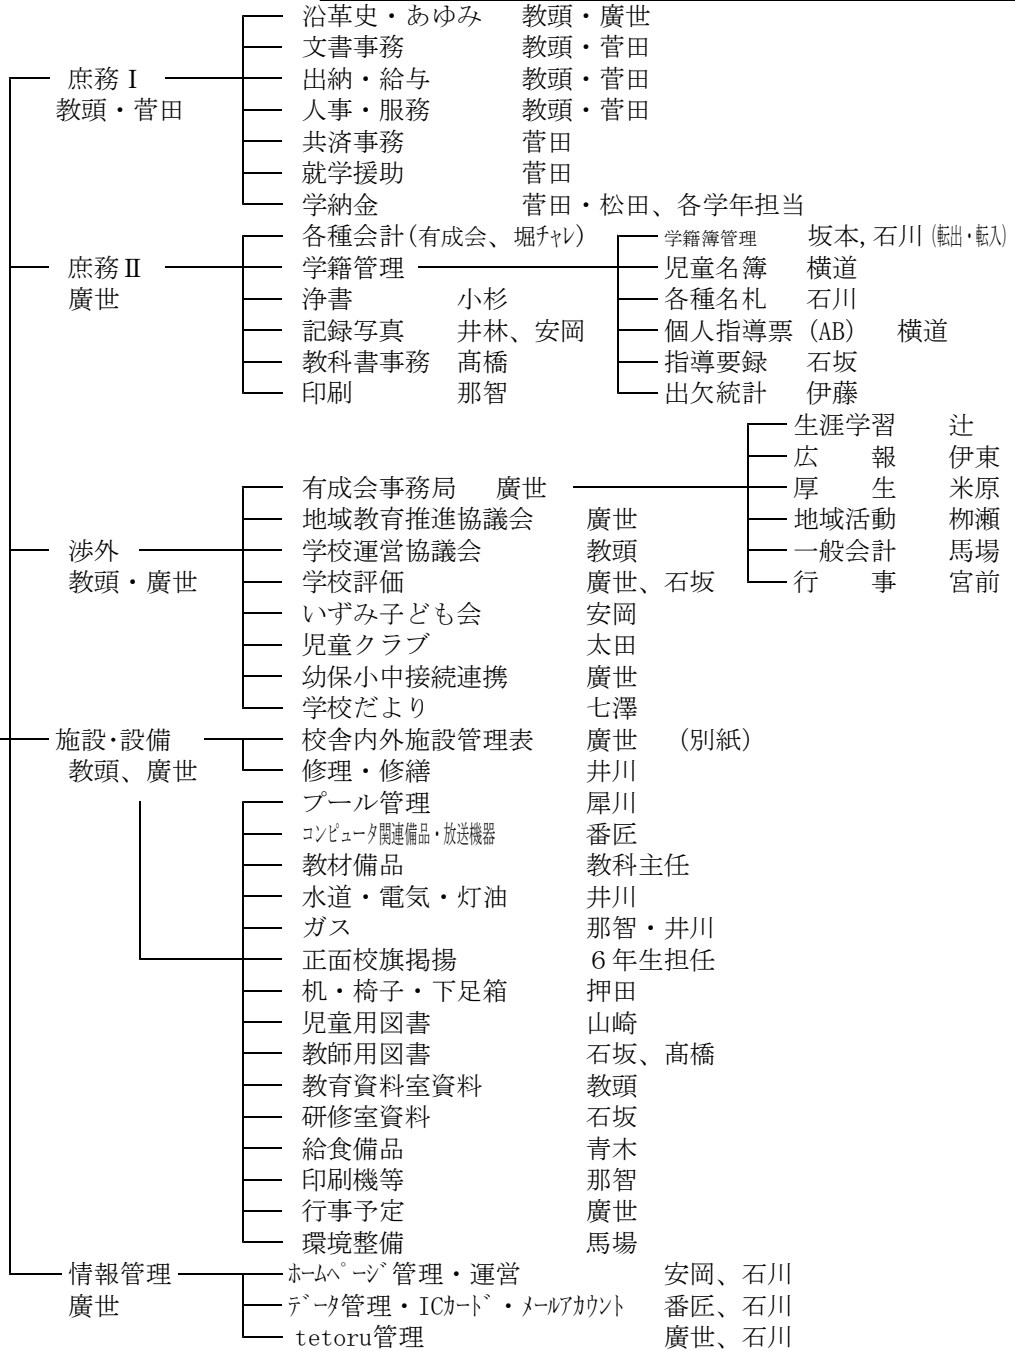 沿革史・あゆみ 教頭・廣世
文書事務 教頭・菅田
庶務Ⅰ 出納・給与 教頭・菅田
教頭・菅田 人事・服務 教頭・菅田
共済事務 菅田
就学援助 菅田
学納金 菅田・松田、各学年担当
各種会計(有成会、堀ﾁｬﾚ) 学籍簿管理 坂本,石川(転出・転入)
庶務Ⅱ 学籍管理 児童名簿 横道
廣世 浄書 小杉 各種名札 石川
記録写真 井林、安岡 個人指導票(AB) 横道
教科書事務 髙橋 指導要録 石坂
印刷 那智 出欠統計 伊藤
生涯学習 辻
広報 伊東
有成会事務局 廣世 厚生 米原
地域教育推進協議会 廣世 地域活動 栁瀬
渉外 学校運営協議会 教頭 一般会計 馬場
教頭・廣世 学校評価 廣世、石坂 行事 宮前
いずみ子ども会 安岡
児童クラブ 太田
幼保小中接続連携 廣世
学校だより 七澤
施設・設備 校舎内外施設管理表 廣世 (別紙)
教頭、廣世 修理・修繕 井川
プール管理 犀川
コンピュータ関連備品・放送機器 番匠
教材備品 教科主任
水道・電気・灯油 井川
ガス 那智・井川
正面校旗掲揚 ６年生担任
机・椅子・下足箱 押田
児童用図書 山崎
教師用図書 石坂、髙橋
教育資料室資料 教頭
研修室資料 石坂
給食備品 青木
印刷機等 那智
行事予定 廣世
環境整備 馬場
情報管理 ﾎｰﾑﾍﾟｰｼﾞ管理・運営 安岡、石川
廣世 ﾃﾞｰﾀ管理・ICｶｰﾄﾞ・ﾒｰﾙｱｶｳﾝﾄ 番匠、石川
tetoru管理 廣世、石川